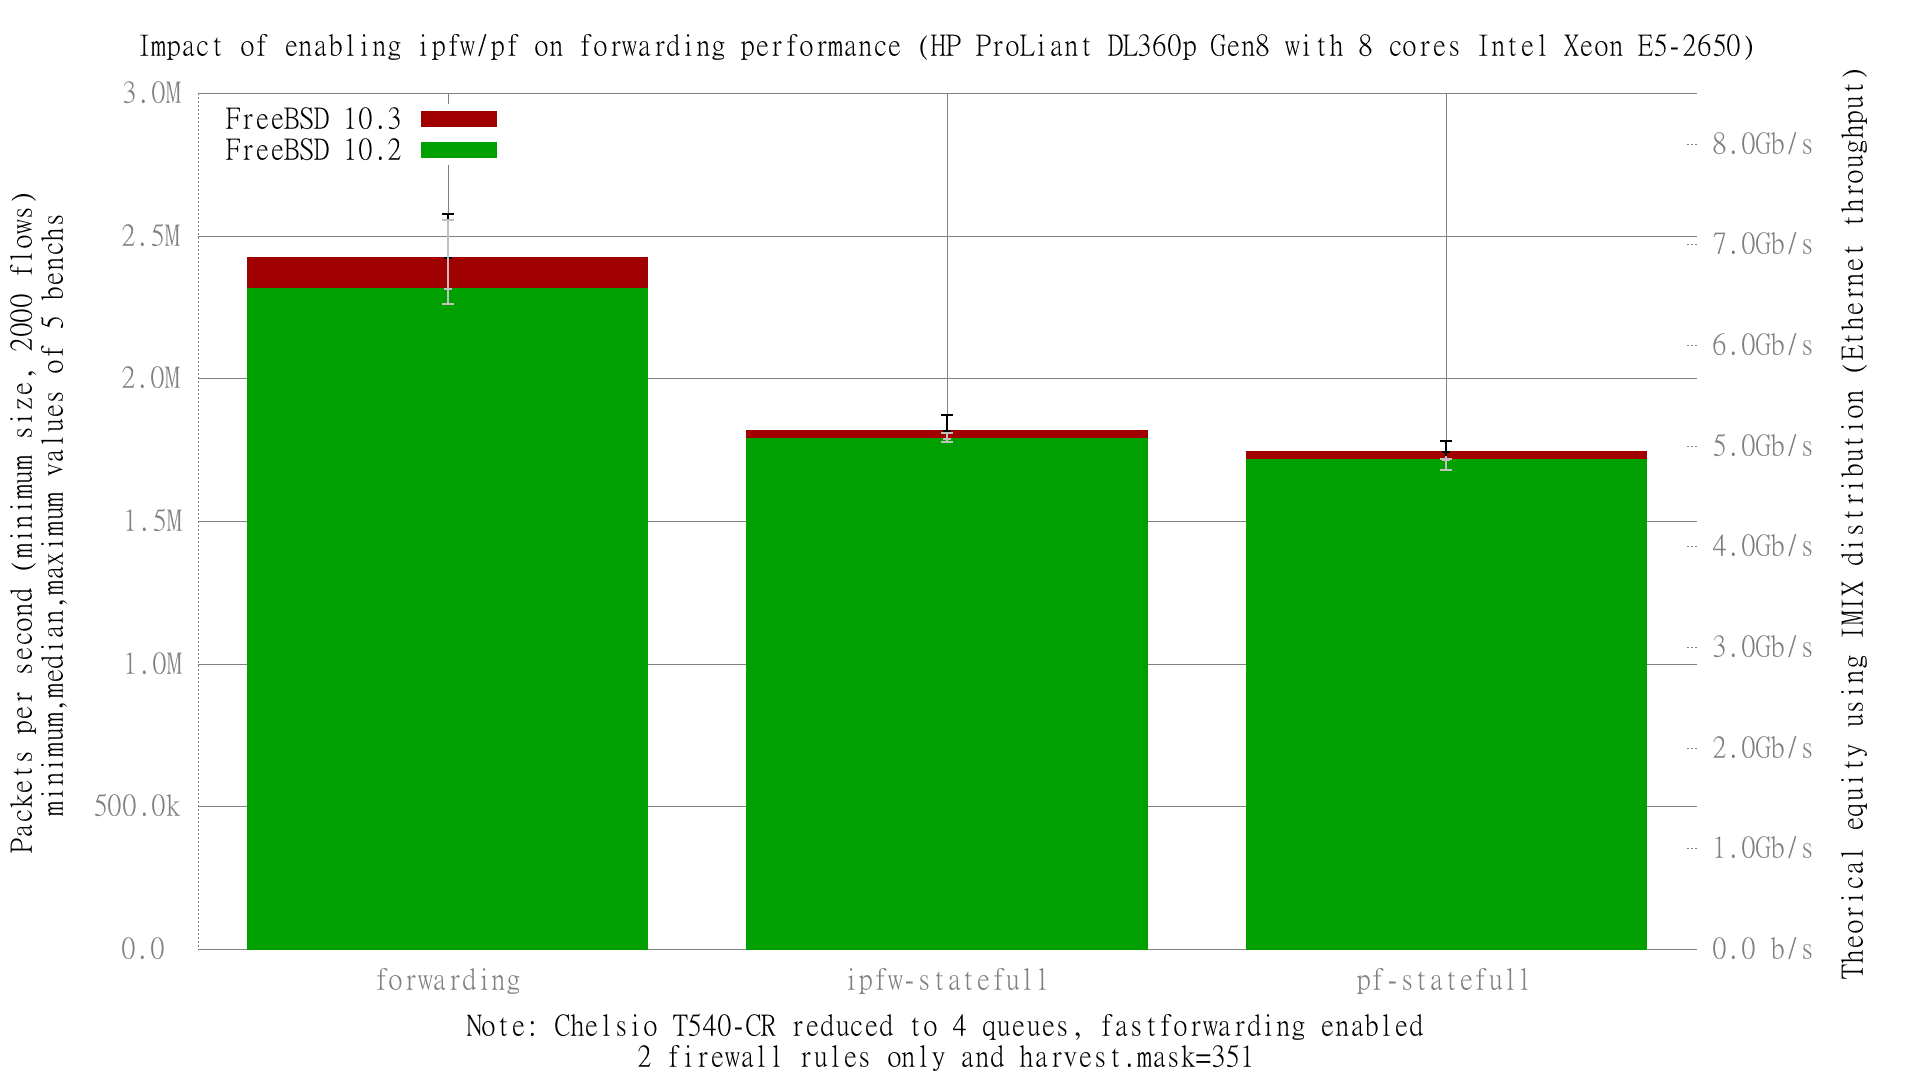 Impact of enabling ipfw/pf on forwarding performance (HP ProLiant DL360p Gen8 with 8 cores Intel Xeon E5-2650)
Packets per second (minimum size, 2000 flows)
minimum,median,maximum values of 5 benchs
3.0M
2.5M
2.0M
1.5M
1.0M
500.0k
0.0
FreeBSD 10.3
FreeBSD 10.2
8.0Gb/s
7.0Gb/s
6.0Gb/s
5.0Gb/s
4.0Gb/s
3.0Gb/s
2.0Gb/s
1.0Gb/s
0.0 b/s
Theorical equity using IMIX distribution (Ethernet throughput)
forwarding
ipfw-statefull
pf-statefull
Note: Chelsio T540-CR reduced to 4 queues, fastforwarding enabled
2 firewall rules only and harvest.mask=351